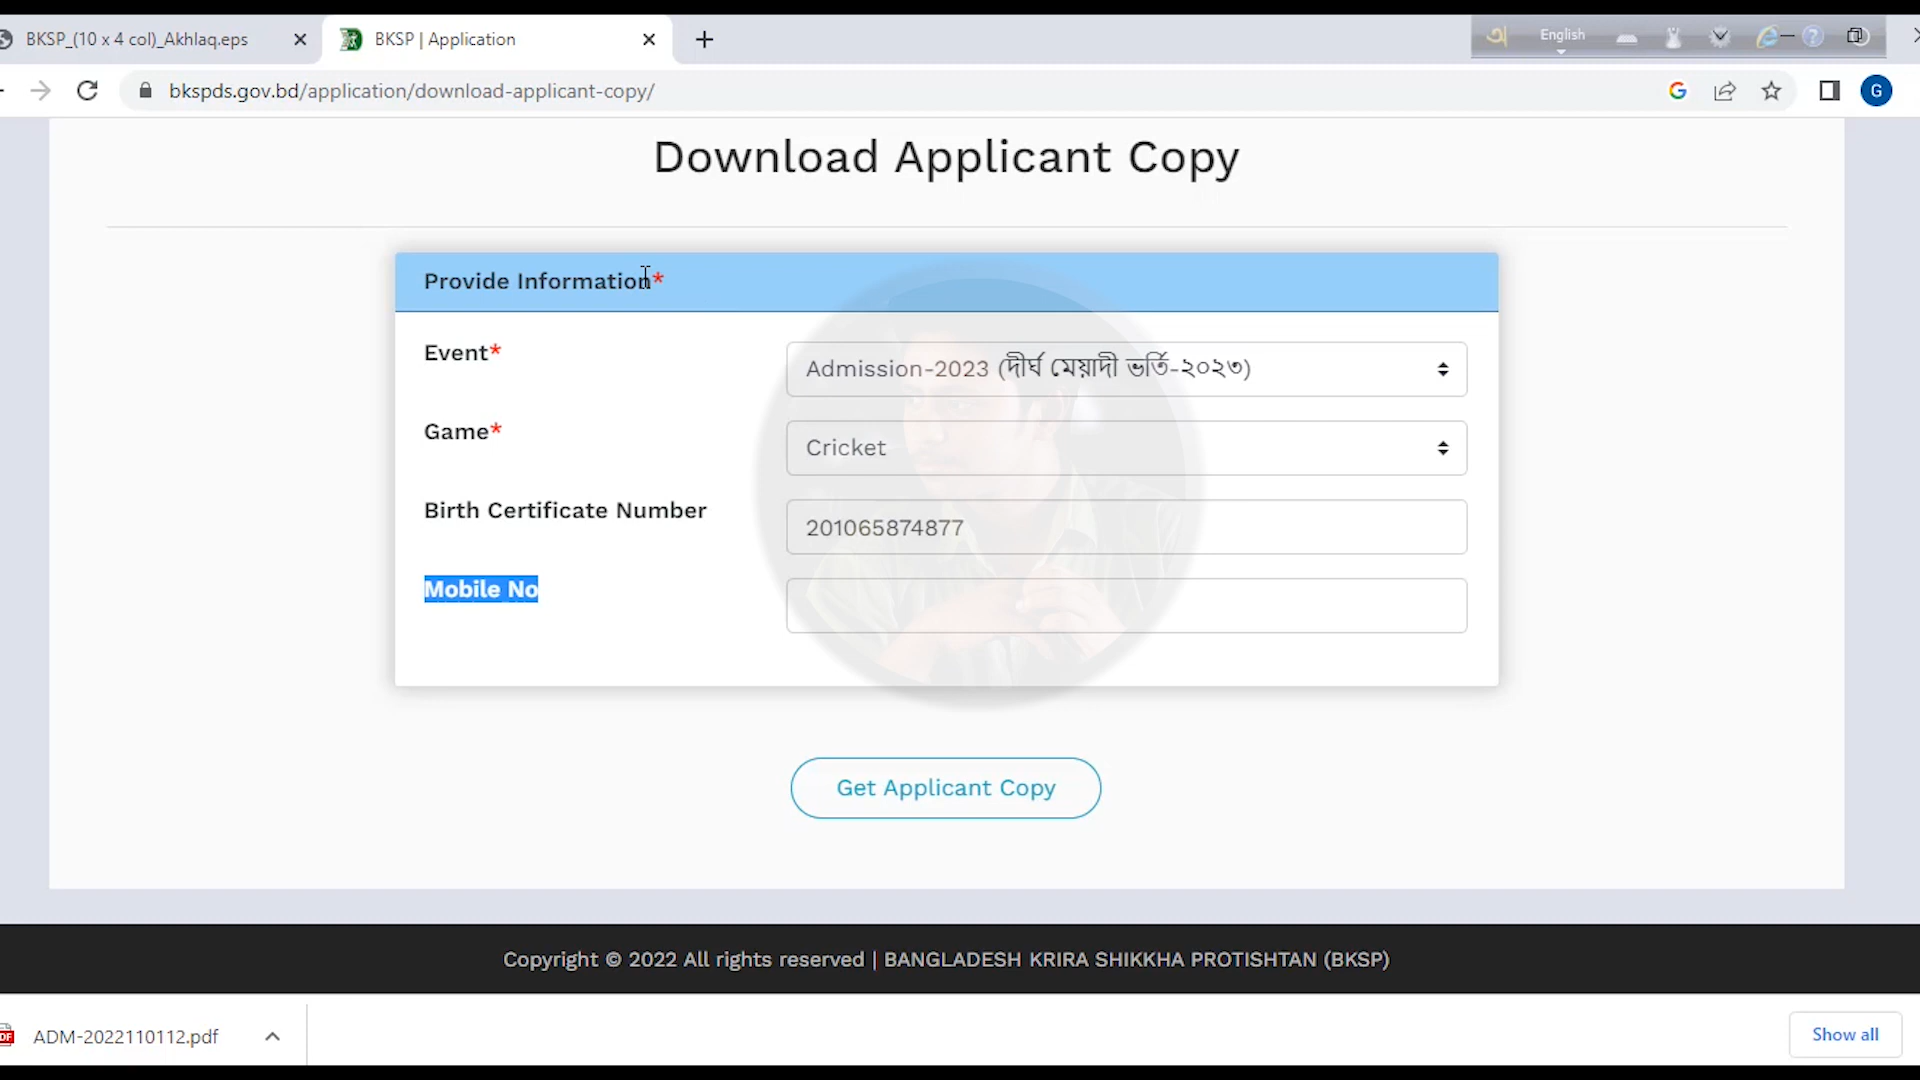 BKSP_(10 x 4 col)_Akhlaq.eps
BKSP | Application
English
bkspds.gov.bd/application/download-applicant-copy/
G
Download Applicant Copy
Provide Information*
Event*
Admission-2023 (দীর্ঘ মেয়াদী ভর্তি-২০২৩)
Game*
Cricket
Birth Certificate Number
201065874877
Mobile No
Get Applicant Copy
Copyright © 2022 All rights reserved | BANGLADESH KRIRA SHIKKHA PROTISHTAN (BKSP)
ADM-2022110112.pdf
Show all